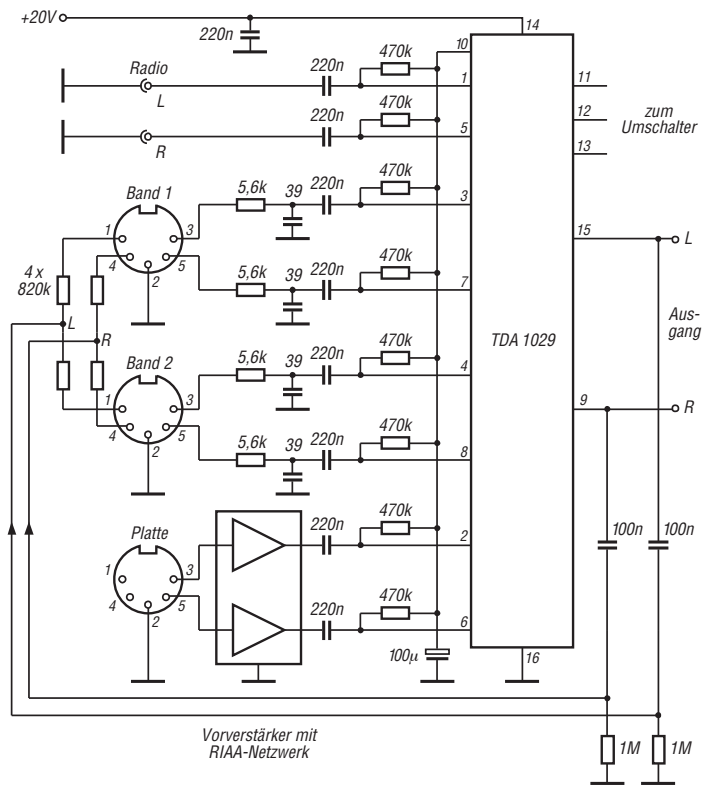 +20V
220n
14
10
470k
11
Radio
220n
1
L
470k
12
zum
Umschalter
220n
5
13
R
470k
Band 1
5,6k
39
220n
3
1
3
15
L
4
5
470k
4 x
820k
2
5,6k
39
220n
7
L
TDA 1029
Aus-
gang
R
470k
Band 2
5,6k
39
220n
4
1
3
9
R
4
5
470k
2
5,6k
39
220n
8
470k
Platte
220n
2
100n
100n
1
3
4
5
470k
2
220n
6
100µ
16
Vorverstärker mit
RIAA-Netzwerk
1M
1M